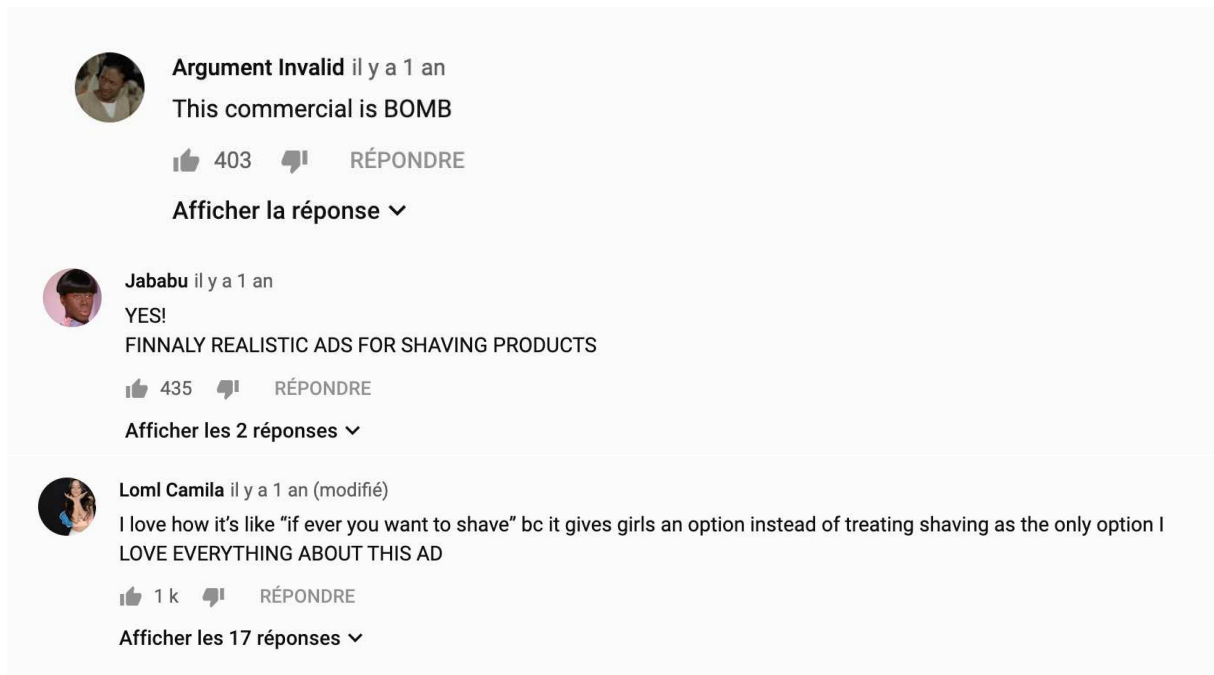 Argument Invalid il y a 1 an
This commercial is BOMB
403 RÉPONDRE
Afficher la réponse
Jababu il y a 1 an
YES!
FINNALY REALISTIC ADS FOR SHAVING PRODUCTS
435 RÉPONDRE
Afficher les 2 réponses
Loml Camila il y a 1 an (modifié)
I love how it's like “if ever you want to shave” bc it gives girls an option instead of treating shaving as the only option I
LOVE EVERYTHING ABOUT THIS AD
1 k RÉPONDRE
Afficher les 17 réponses